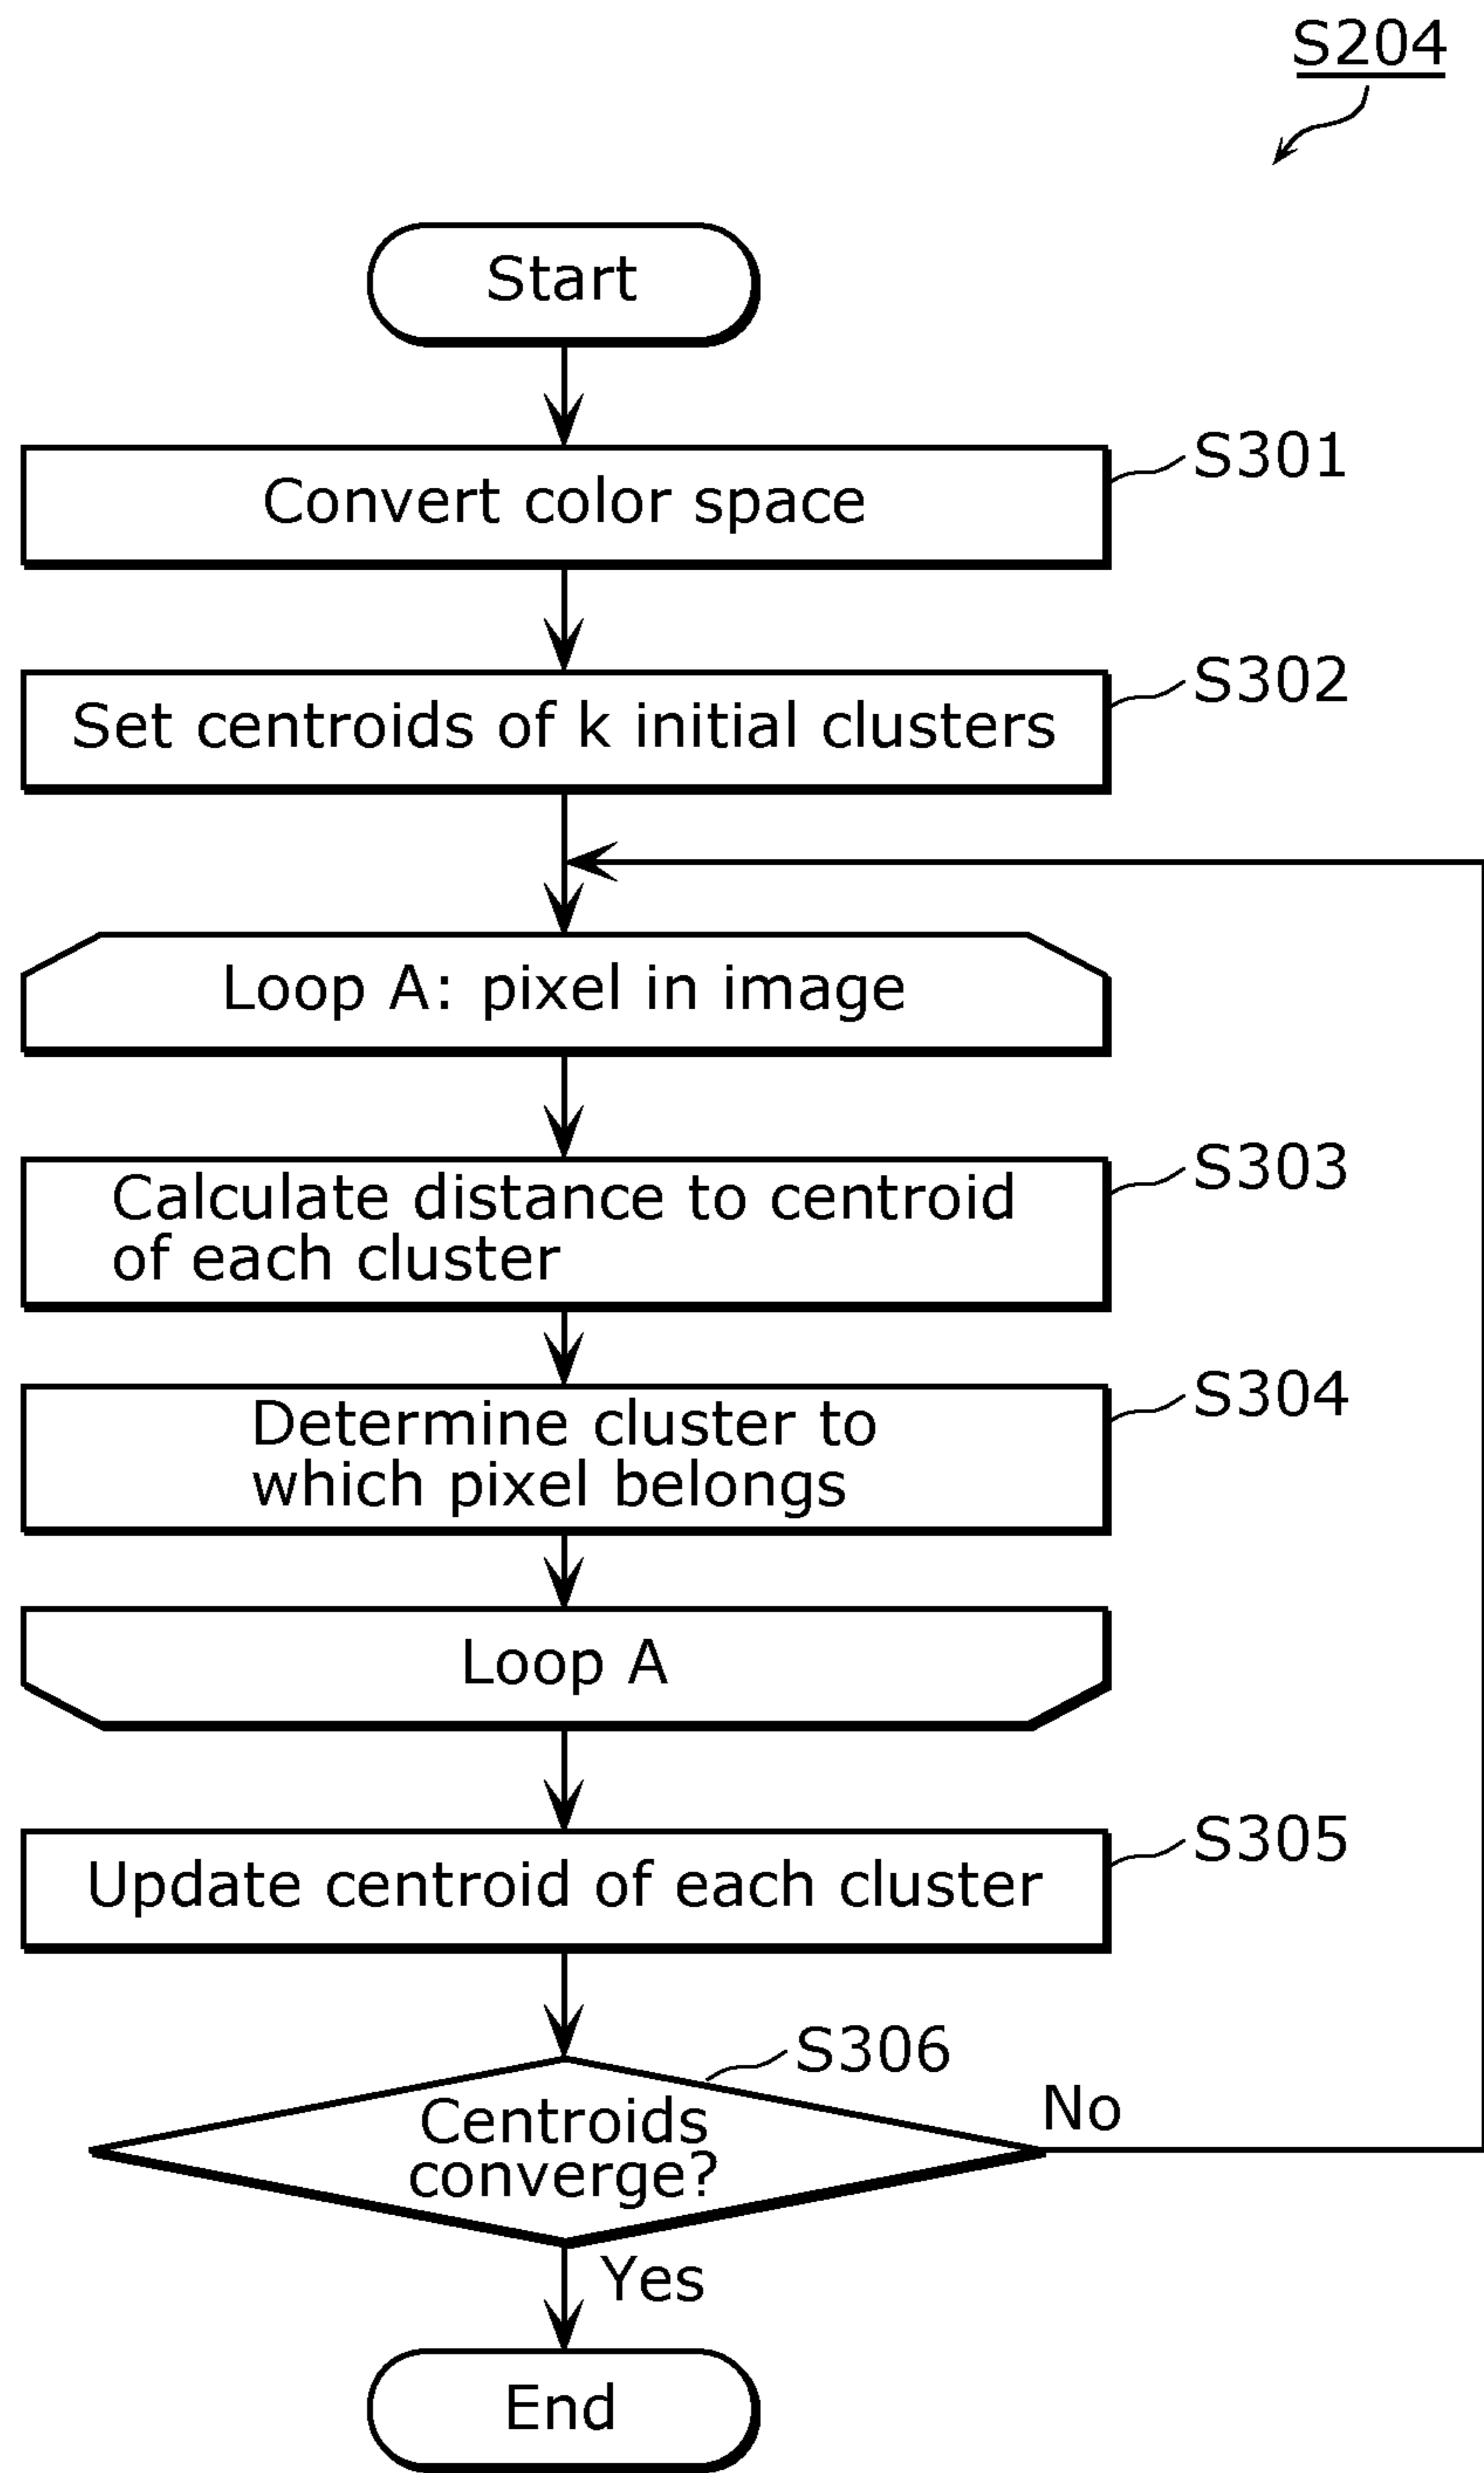 S204
Start
S301
Convert color space
S302
Set centroids of k initial clusters
Loop A: pixel in image
S303
Calculate distance to centroid
of each cluster
S304
Determine cluster to
which pixel belongs
Loop A
S305
Update centroid of each cluster
S306
Centroids
converge?
No
Yes
End